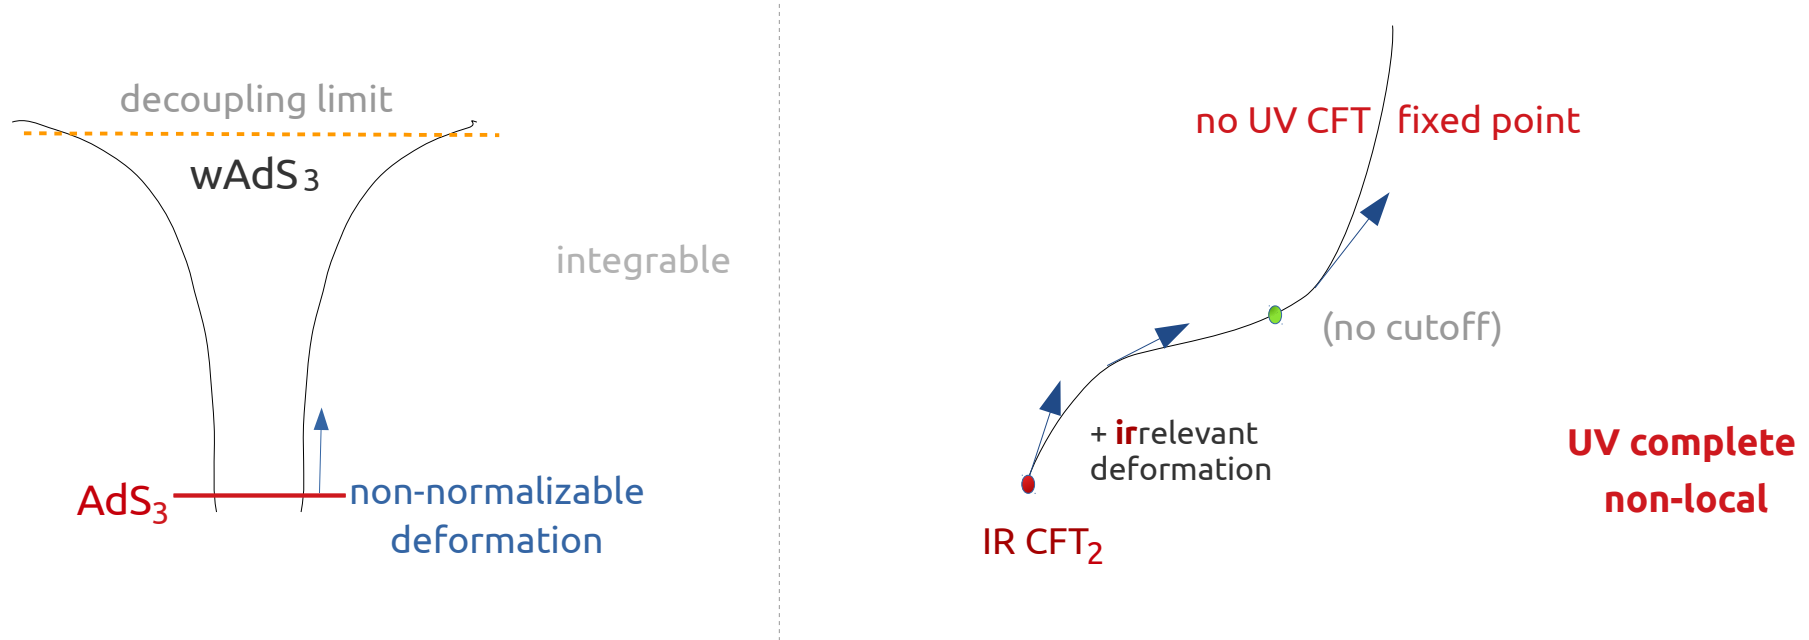 decoupling limit
wAdS3
integrable
AdS3
non-normalizable
deformation
no UV CFT fixed point
(no cutoff)
+ irrelevant
deformation
UV complete
non-local
IR CFT2